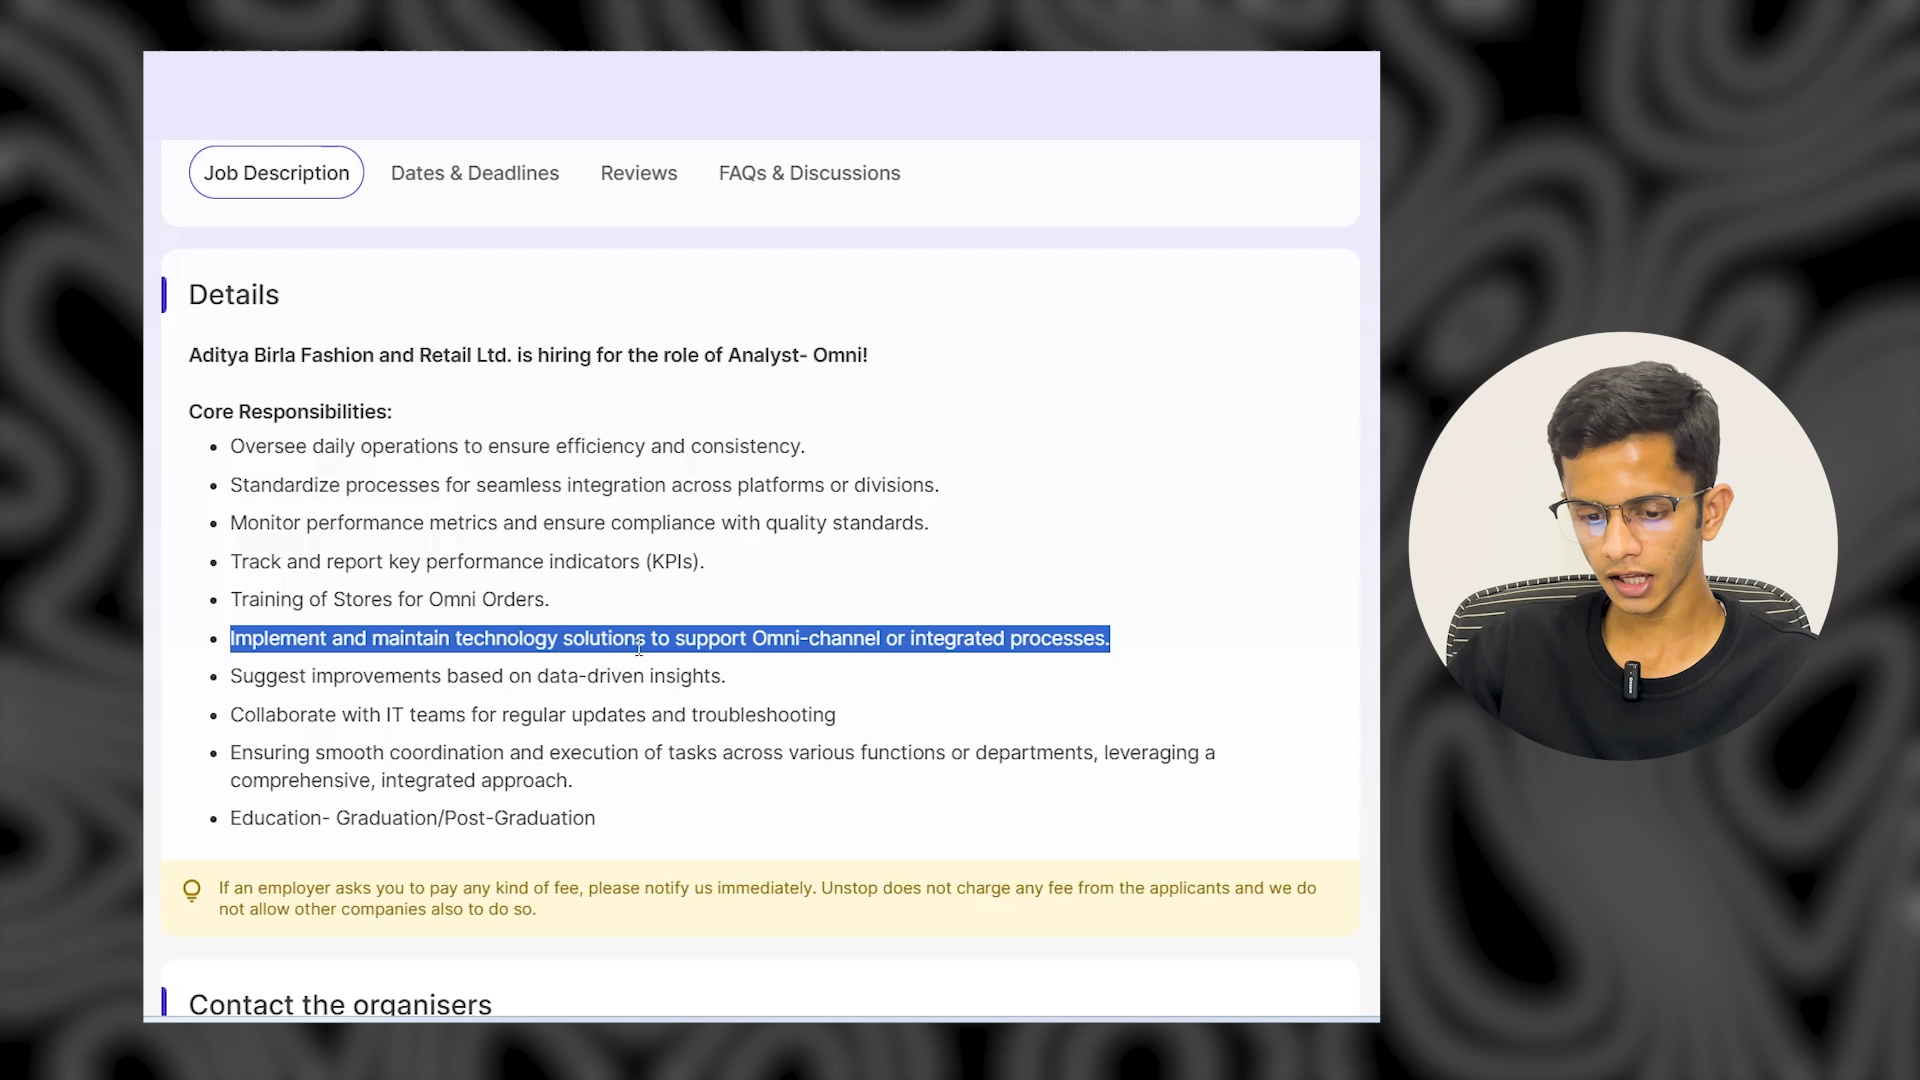 Job Description
Dates & Deadlines
Reviews
FAQs & Discussions
Details
Aditya Birla Fashion and Retail Ltd. is hiring for the role of Analyst- Omni!
Core Responsibilities:
Oversee daily operations to ensure efficiency and consistency.
Standardize processes for seamless integration across platforms or divisions.
Monitor performance metrics and ensure compliance with quality standards.
Track and report key performance indicators (KPIs).
Training of Stores for Omni Orders.
Implement and maintain technology solutions to support Omni-channel or integrated processes.
Suggest improvements based on data-driven insights.
Collaborate with IT teams for regular updates and troubleshooting
Ensuring smooth coordination and execution of tasks across various functions or departments, leveraging a
comprehensive, integrated approach.
Education- Graduation/Post-Graduation
If an employer asks you to pay any kind of fee, please notify us immediately. Unstop does not charge any fee from the applicants and we do
not allow other companies also to do so.
Contact the organisers